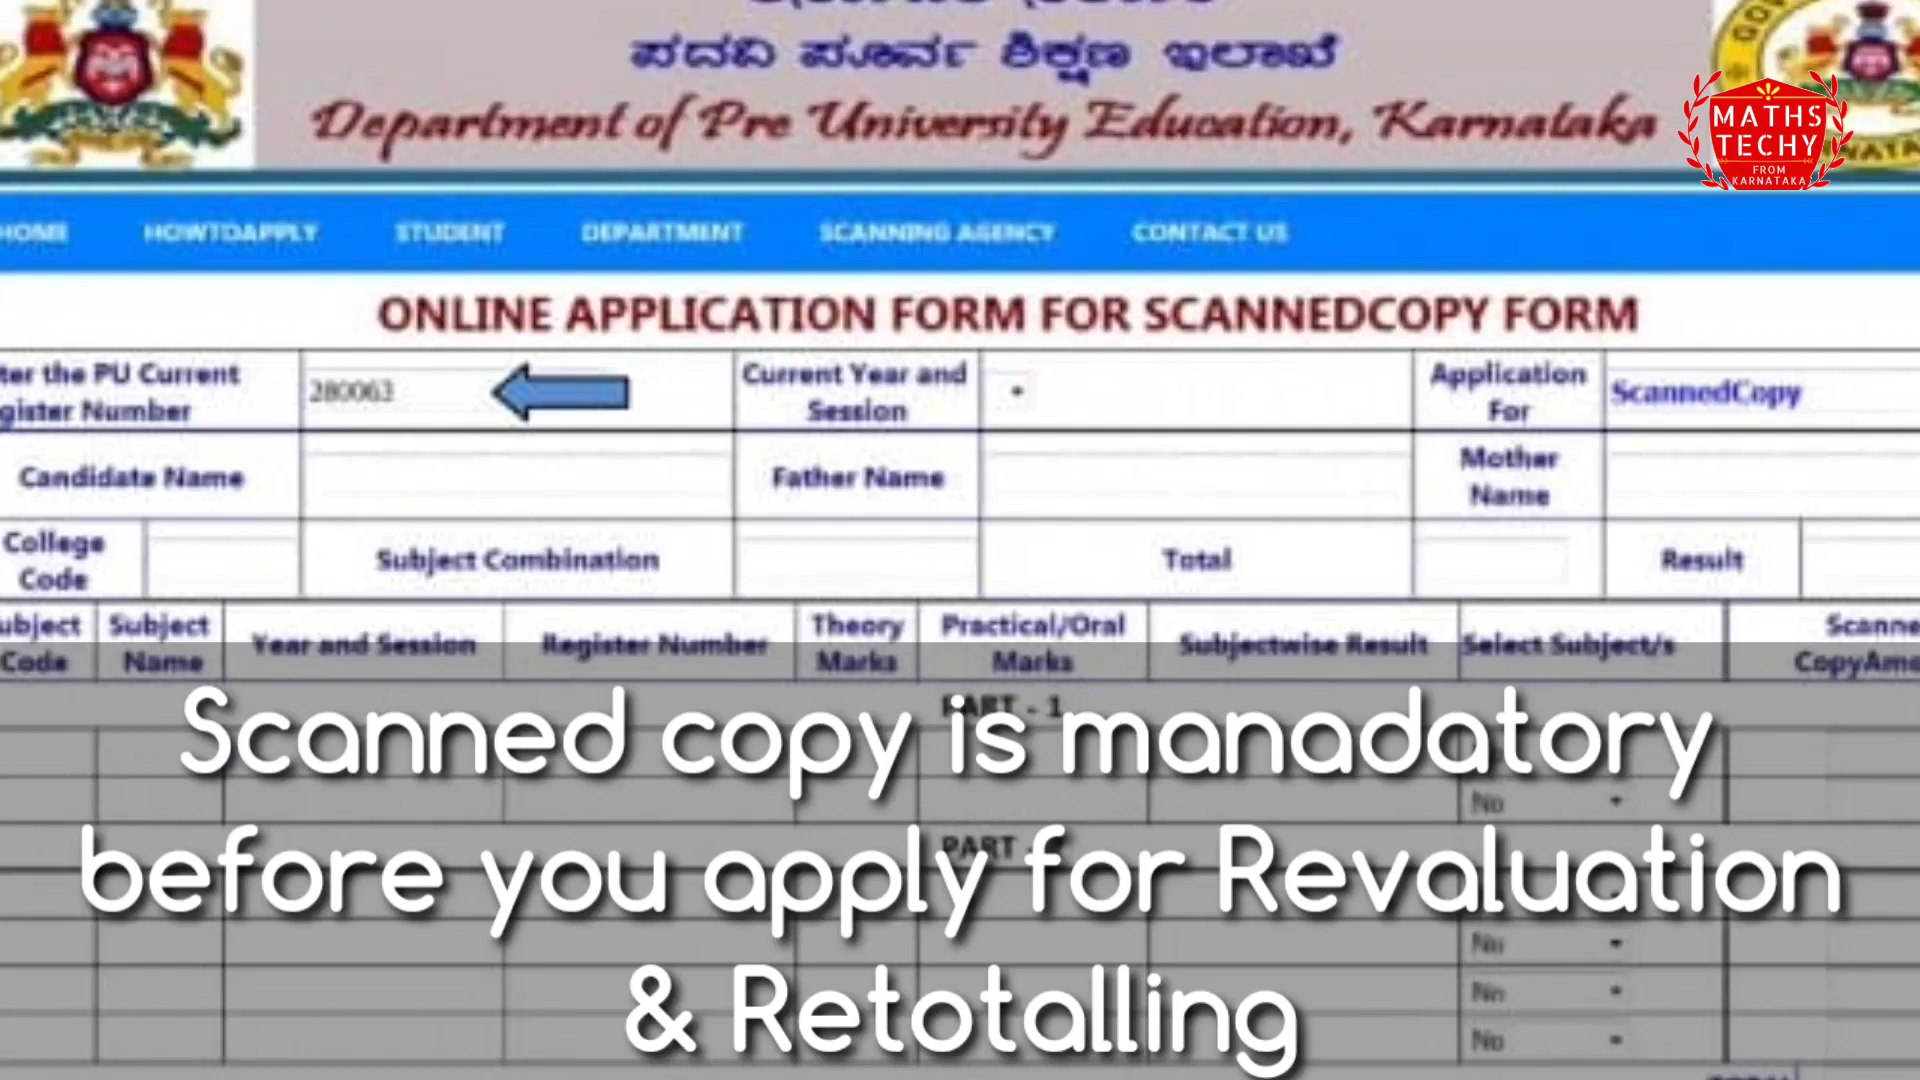 ಪದವಿ ಪೂರ್ವ ಶಿಕ್ಷಣ ಇಲಾಖೆ
Department of Pre University Education, Karnataka
MATHS
TECHY
FROM
KARNATAKA
HOME HOWTOAPPLY STUDENT DEPARTMENT SCANNING AGENCY CONTACT US
ONLINE APPLICATION FORM FOR SCANNEDCOPY FORM
ter the PU Current
gister Number
280063
Current Year and
Session
Application
For
ScannedCopy
Candidate Name
Father Name
Mother
Name
College
Code
Subject Combination
Total
Result
ubject
Code
Subject
Name
Year and Session
Register Number
Theory
Marks
Practical/Oral
Marks
Subjectwise Result
Select Subject/s
Scanne
CopyAmo
PART - 1
Scanned copy is manadatory
No
PART -
before you apply for Revaluation
No
No
& Retotalling
No